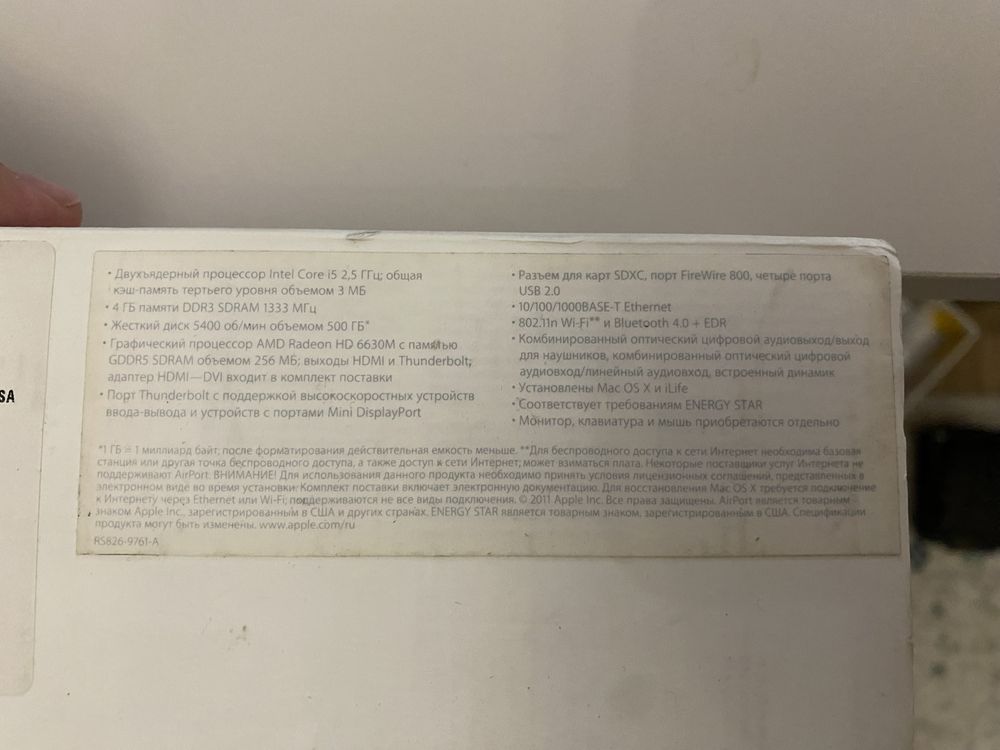 SA
• Двухъядерный процессор Intel Core i5 2,5 ГГц; общая
кэш-память тертьего уровня объемом 3 МБ
• 4 ГБ памяти DDR3 SDRAM 1333 МГц
• Жесткий диск 5400 об/мин объемом 500 ГБ*
• Графический процессор AMD Radeon HD 6630M с памятью
GDDR5 SDRAM объемом 256 МБ; выходы HDMI и Thunderbolt;
адаптер HDMI—DVI входит в комплект поставки
• Порт Thunderbolt с поддержкой высокоскоростных устройств
ввода-вывода и устройств с портами Mini DisplayPort
• Разъем для карт SDXC, порт FireWire 800, четыре порта
USB 2.0
• 10/100/1000BASE-T Ethernet
• 802.11n Wi-Fi** и Bluetooth 4.0 + EDR
• Комбинированный оптический цифровой аудиовыход/выход
для наушников, комбинированный оптический цифровой
аудиовход/линейный аудиовход, встроенный динамик
• Установлены Mac OS X и iLife
• Соответствует требованиям ENERGY STAR
• Монитор, клавиатура и мышь приобретаются отдельно
*1 ГБ = 1 миллиард байт; после форматирования действительная емкость меньше. **Для беспроводного доступа к сети Интернет необходима базовая
станция или другая точка беспроводного доступа, а также доступ к сети Интернет; может взиматься плата. Некоторые поставщики услуг Интернета не
поддерживают AirPort. ВНИМАНИЕ! Для использования данного продукта необходимо принять условия лицензионных соглашений, представленных в
электронном виде во время установки. Комплект поставки включает электронную документацию. Для восстановления Mac OS X требуется подключение
к Интернету через Ethernet или Wi-Fi; поддерживаются не все виды подключения. © 2011 Apple Inc. Все права защищены. AirPort является товарным
знаком Apple Inc., зарегистрированным в США и других странах. ENERGY STAR является товарным знаком, зарегистрированным в США. Спецификации
продукта могут быть изменены. www.apple.com/ru
RS826-9761-A